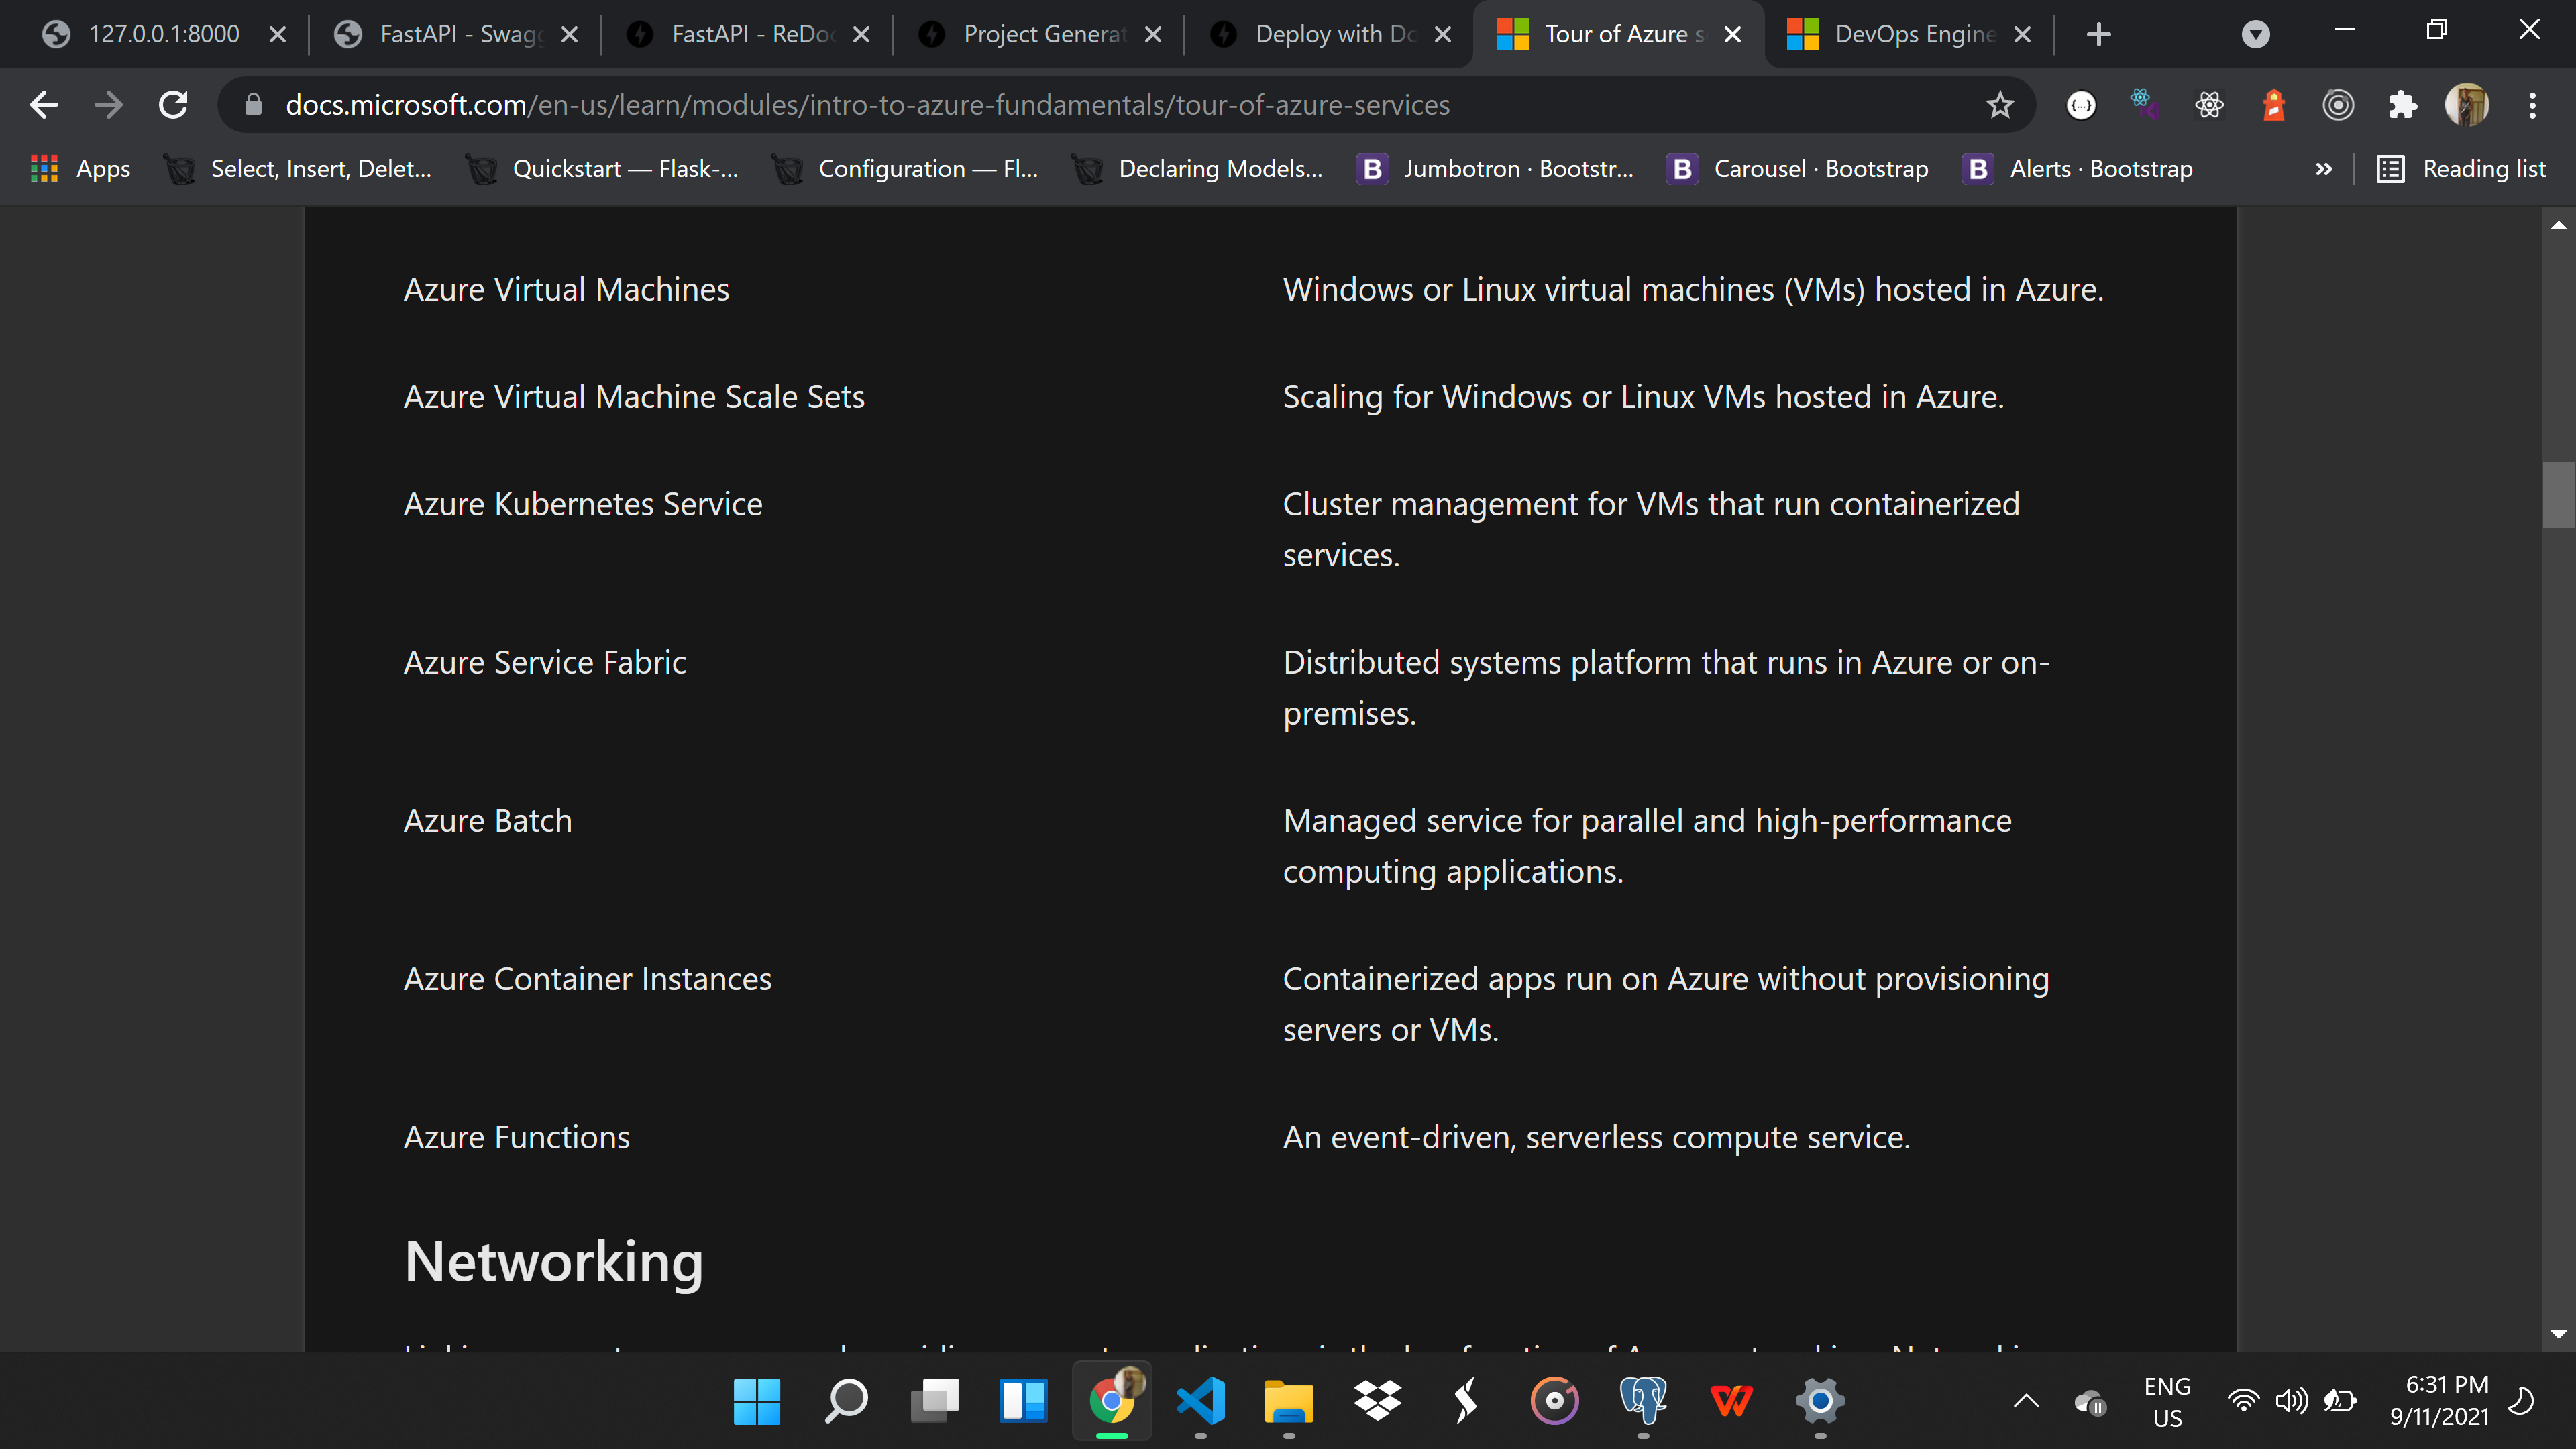 127.0.0.1:8000
FastAPI - Swagg
FastAPI - ReDoc
Project Generat
Deploy with Do
Tour of Azure s
DevOps Engine
docs.microsoft.com/en-us/learn/modules/intro-to-azure-fundamentals/tour-of-azure-services
Apps
Select, Insert, Delet...
Quickstart — Flask-...
Configuration — Fl...
Declaring Models...
B Jumbotron · Bootstr...
B Carousel · Bootstrap
B Alerts · Bootstrap
»
Reading list
Azure Virtual Machines
Windows or Linux virtual machines (VMs) hosted in Azure.
Azure Virtual Machine Scale Sets
Scaling for Windows or Linux VMs hosted in Azure.
Azure Kubernetes Service
Cluster management for VMs that run containerized
services.
Azure Service Fabric
Distributed systems platform that runs in Azure or on-
premises.
Azure Batch
Managed service for parallel and high-performance
computing applications.
Azure Container Instances
Containerized apps run on Azure without provisioning
servers or VMs.
Azure Functions
An event-driven, serverless compute service.
Networking
ENG
US
6:31 PM
9/11/2021